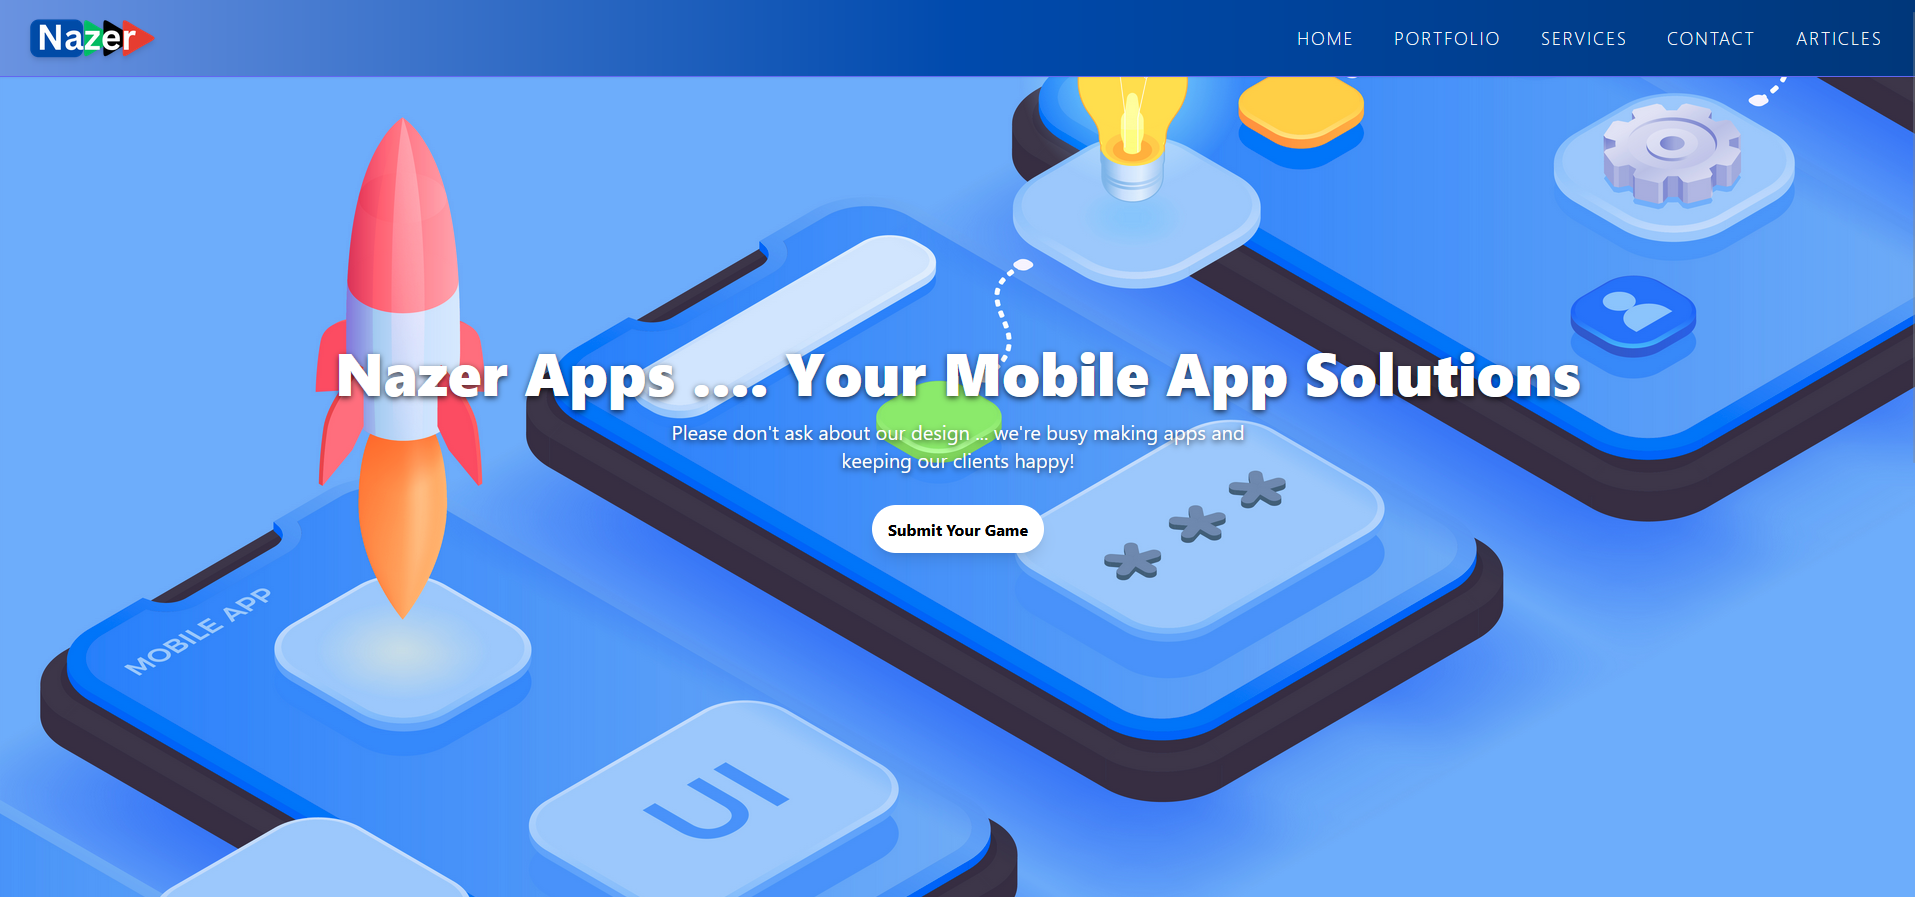 Nazer
HOME PORTFOLIO SERVICES CONTACT ARTICLES
Nazer Apps .... Your Mobile App Solutions
Please don't ask about our design ... we're busy making apps and
keeping our clients happy!
Submit Your Game
***
MOBILE APP
UI